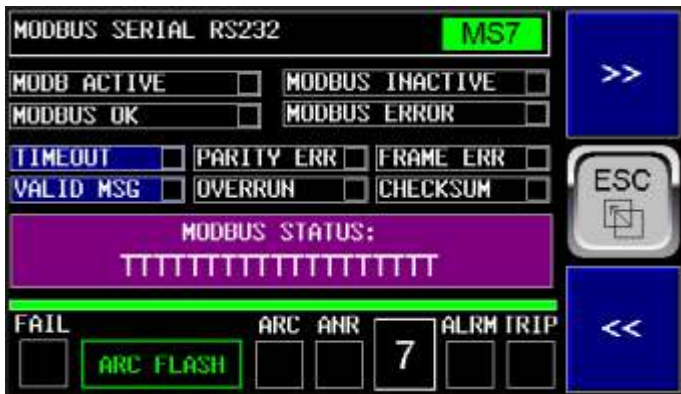 MODBUS SERIAL RS232 MS7
>>
MODB ACTIVE MODBUS INACTIVE
MODBUS OK MODBUS ERROR
TIMEOUT PARITY ERR FRAME ERR
VALID MSG OVERRUN CHECKSUM
ESC
MODBUS STATUS:
TTTTTTTTTTTTTTTTTTTT
FAIL ARC ANR ALRM TRIP
ARC FLASH 7
<<